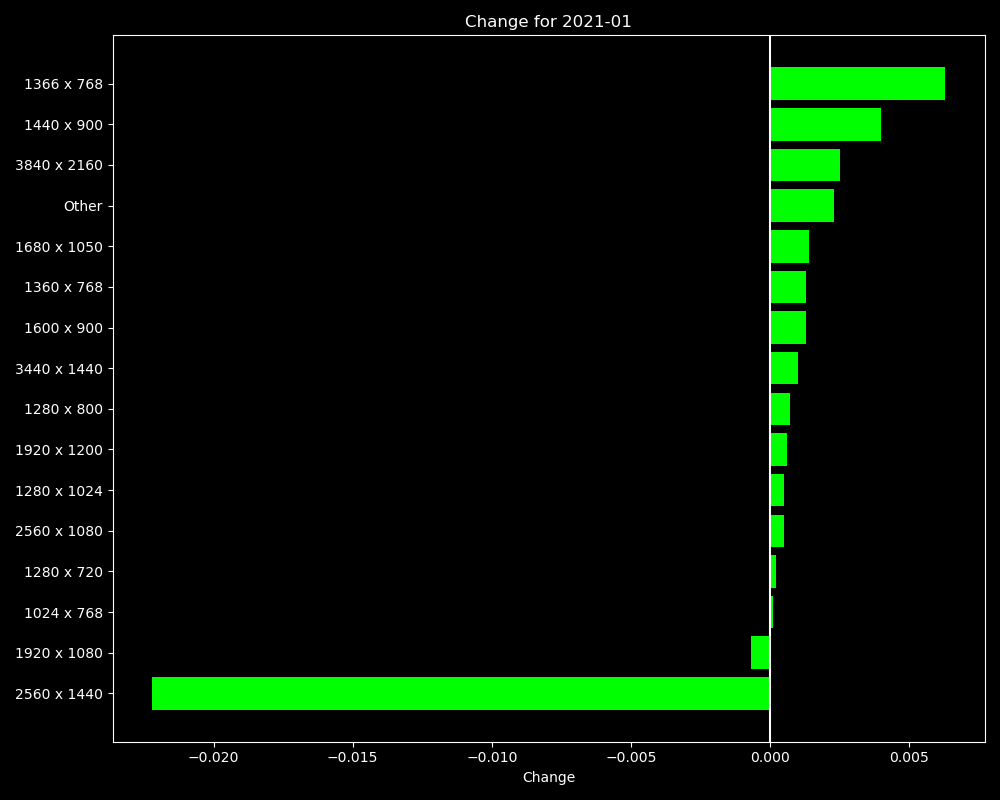 Change for 2021-01
1366 x 768
1440 x 900
3840 x 2160
Other
1680 x 1050
1360 x 768
1600 x 900
3440 x 1440
1280 x 800
1920 x 1200
1280 x 1024
2560 x 1080
1280 x 720
1024 x 768
1920 x 1080
2560 x 1440
−0.020 −0.015 −0.010 −0.005 0.000 0.005
Change